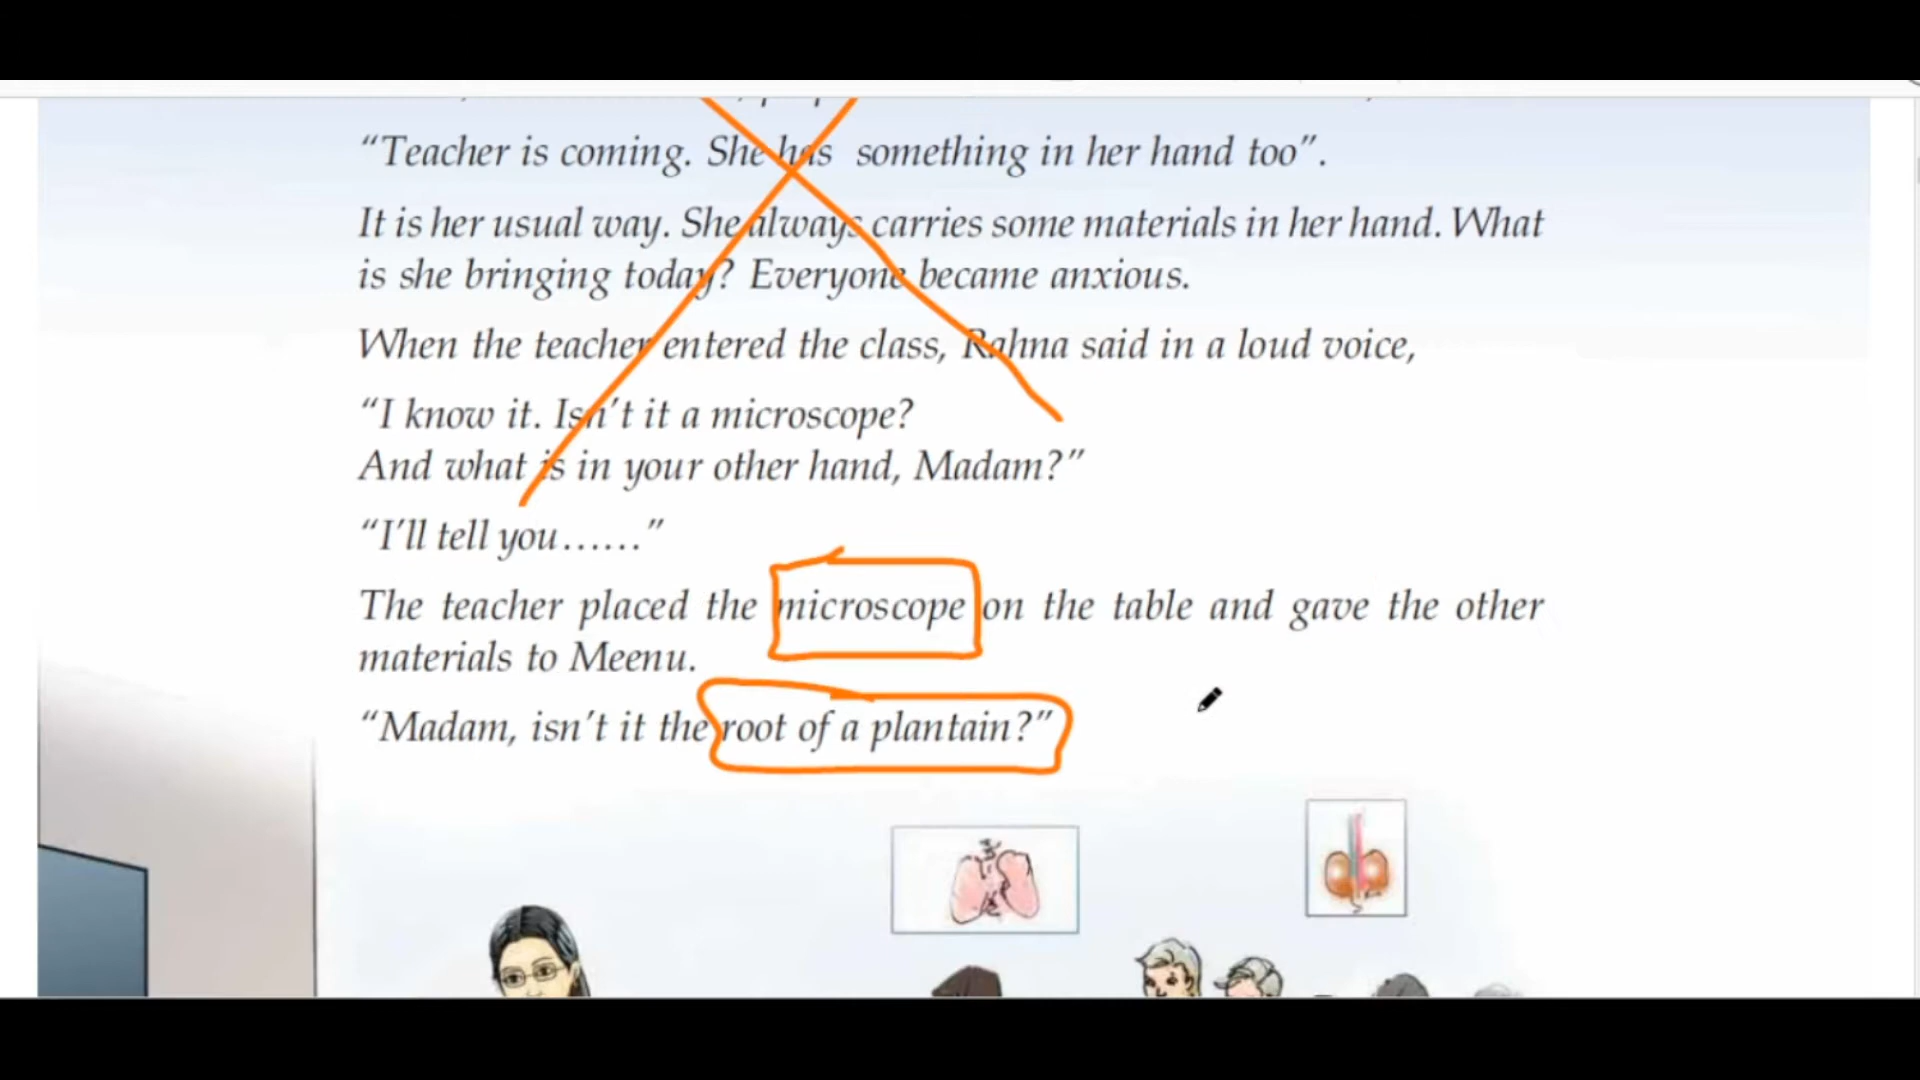 “Teacher is coming. She has something in her hand too”.
It is her usual way. She always carries some materials in her hand. What
is she bringing today? Everyone became anxious.
When the teacher entered the class, Rahna said in a loud voice,
“I know it. Isn’t it a microscope?
And what is in your other hand, Madam?”
“I’ll tell you……”
The teacher placed the microscope on the table and gave the other
materials to Meenu.
“Madam, isn’t it the root of a plantain?”